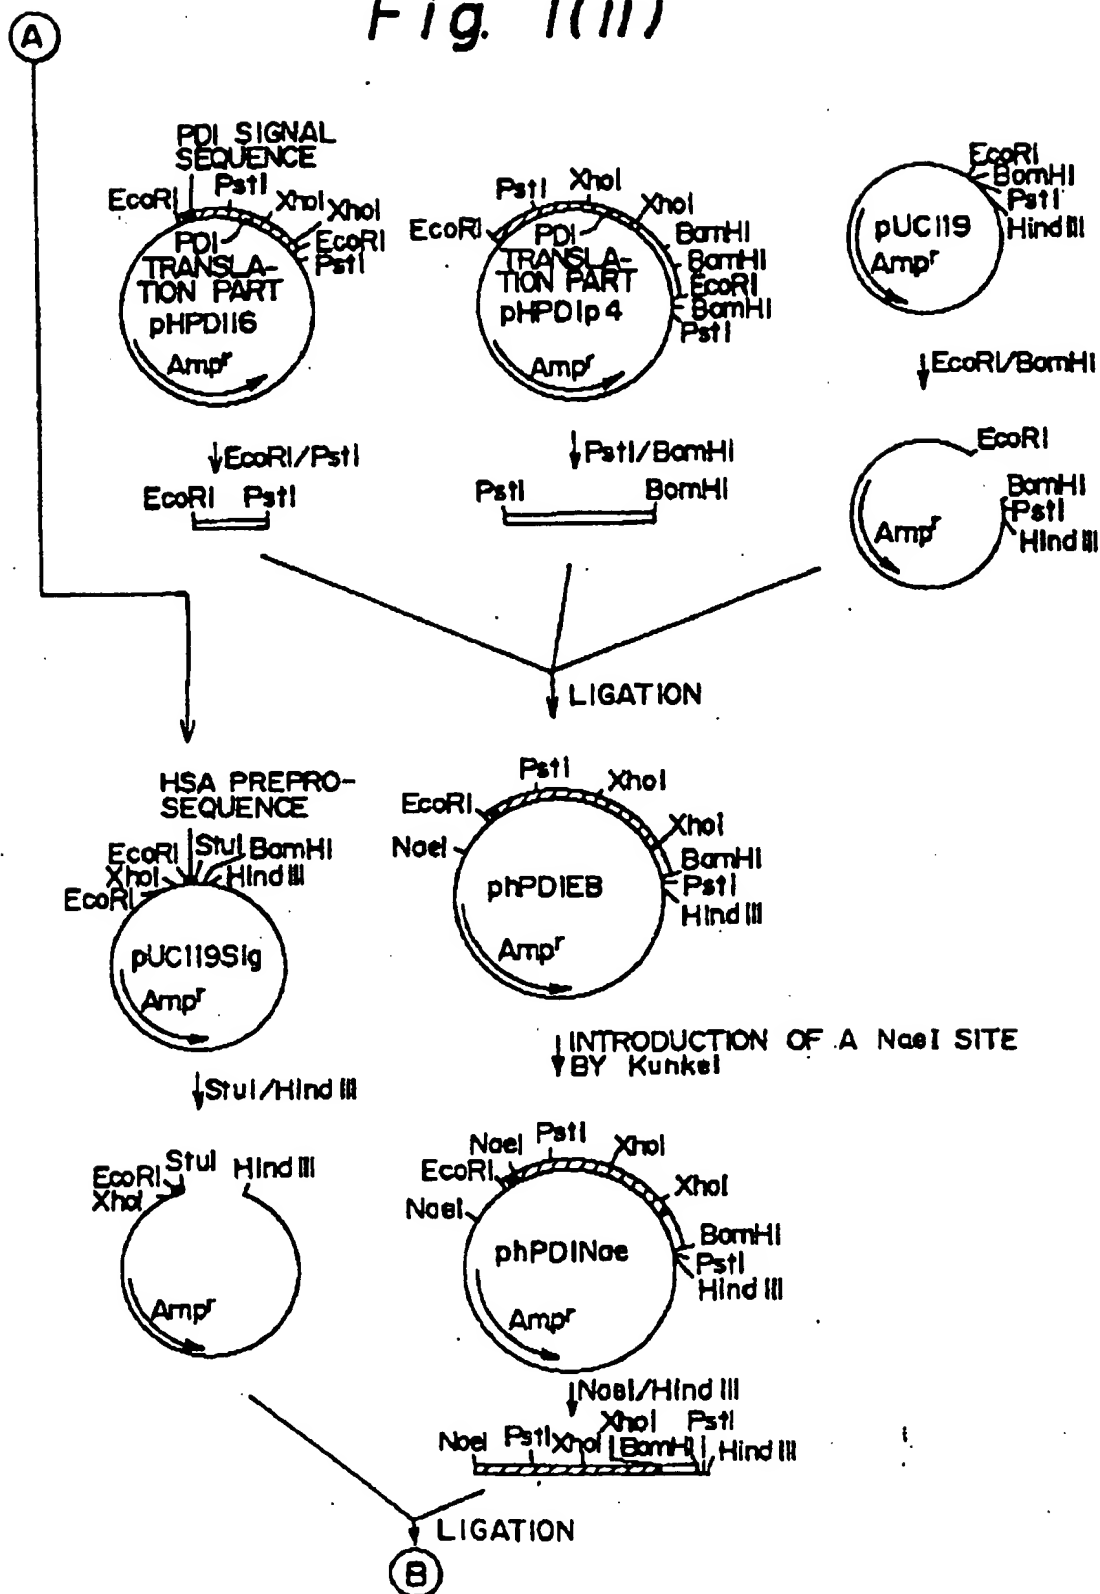 Fig. 1(II)
A
PDI SIGNAL
SEQUENCE
EcoRI
PstI
XhoI
XhoI
EcoRI
PstI
PDI
TRANSLA-
TION PART
pHPDI16
Ampr
EcoRI
PstI
XhoI
XhoI
BamHI
BamHI
EcoRI
BamHI
PstI
PDI
TRANSLA-
TION PART
pHPDIp4
Ampr
EcoRI
BamHI
PstI
HindIII
pUC119
Ampr
EcoRI/PstI
EcoRI PstI
PstI/BamHI
PstI BamHI
EcoRI/BamHI
EcoRI
BamHI
PstI
HindIII
Ampr
LIGATION
HSA PREPRO-
SEQUENCE
EcoRI
StuI
BamHI
XhoI
HindIII
EcoRI
pUC119Sig
Ampr
PstI
XhoI
EcoRI
XhoI
NaeI
BamHI
PstI
HindIII
phPDIEB
Ampr
INTRODUCTION OF A NaeI SITE
BY Kunkel
StuI/HindIII
EcoRI
StuI
HindIII
XhoI
Ampr
NaeI
PstI
XhoI
EcoRI
XhoI
NaeI
BamHI
PstI
HindIII
phPDINae
Ampr
NaeI/HindIII
XhoI PstI
NaeI PstI XhoI BamHI HindIII
LIGATION
B